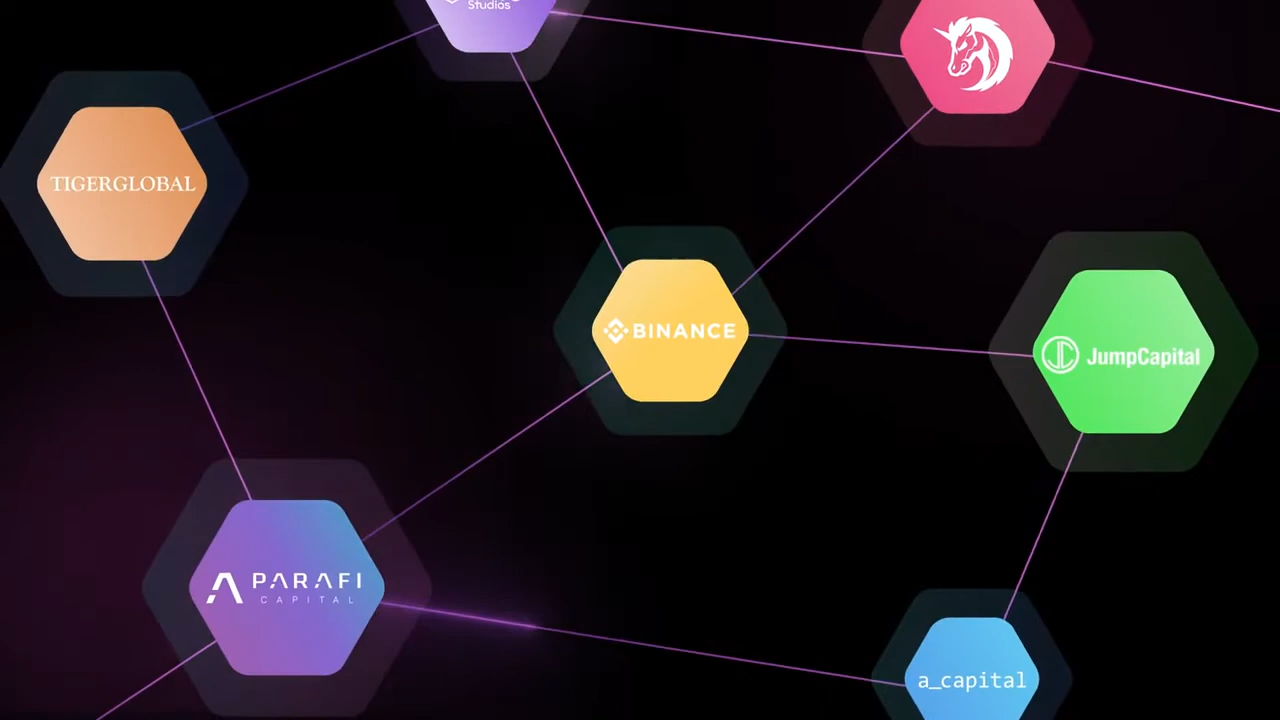 Studios
TIGERGLOBAL
BINANCE
JumpCapital
PARAFI
CAPITAL
a_capital